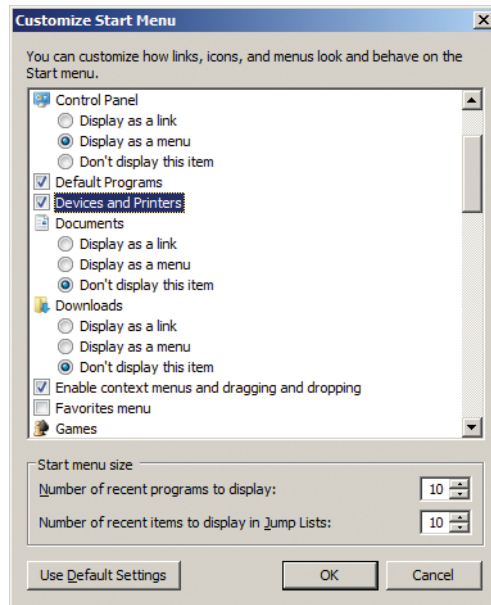 Customize Start Menu
You can customize how links, icons, and menus look and behave on the
Start menu.
Control Panel
Display as a link
Display as a menu
Don't display this item
Default Programs
Devices and Printers
Documents
Display as a link
Display as a menu
Don't display this item
Downloads
Display as a link
Display as a menu
Don't display this item
Enable context menus and dragging and dropping
Favorites menu
Games
Start menu size
Number of recent programs to display: 10
Number of recent items to display in Jump Lists: 10
Use Default Settings OK Cancel